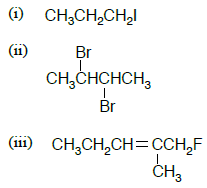 (i) CH₃CH₂CH₂I
(ii) Br
CH₃CHCHCH₃
Br
(iii) CH₃CH₂CH=CCH₂F
CH₃